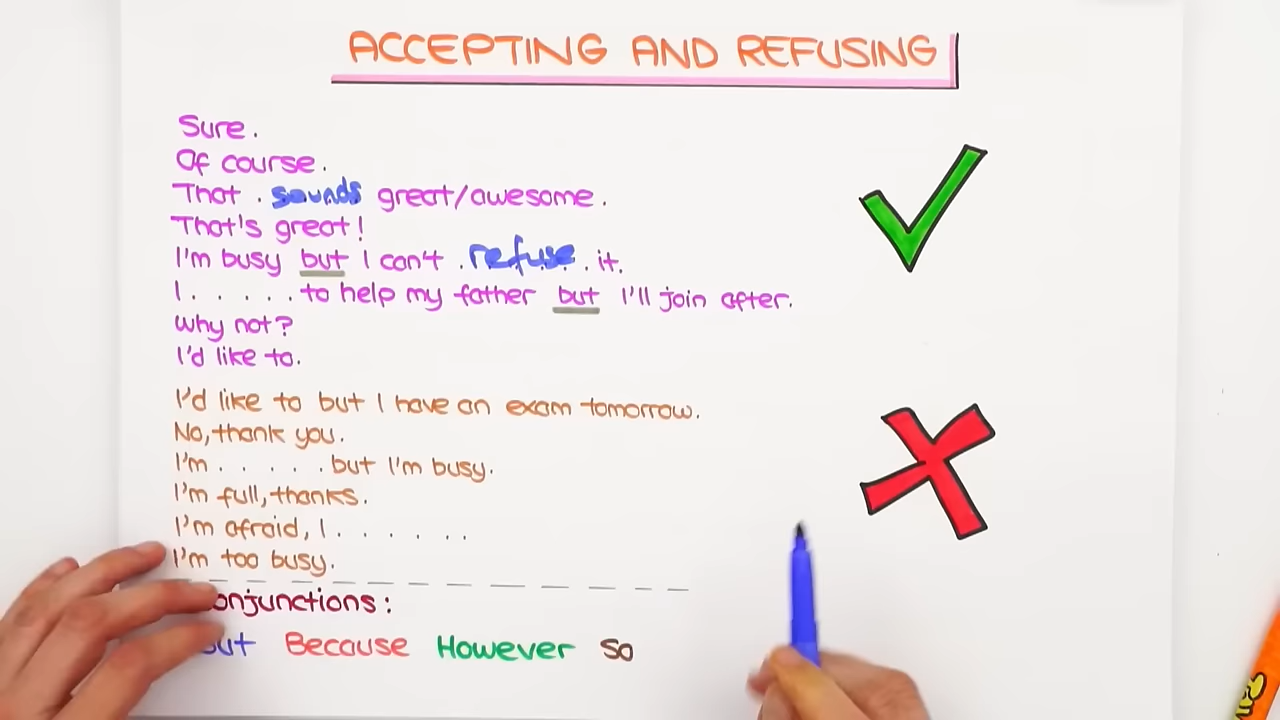 ACCEPTING AND REFUSING
Sure.
Of course.
That . sounds great/awesome.
That's great!
I'm busy but I can't . refuse . it.
I . . . . . to help my father but I'll join after.
Why not?
I'd like to.
I'd like to but I have an exam tomorrow.
No, thank you.
I'm . . . . . but I'm busy.
I'm full, thanks.
I'm afraid, I . . . . . .
I'm too busy.
onjunctions:
ut Because However so